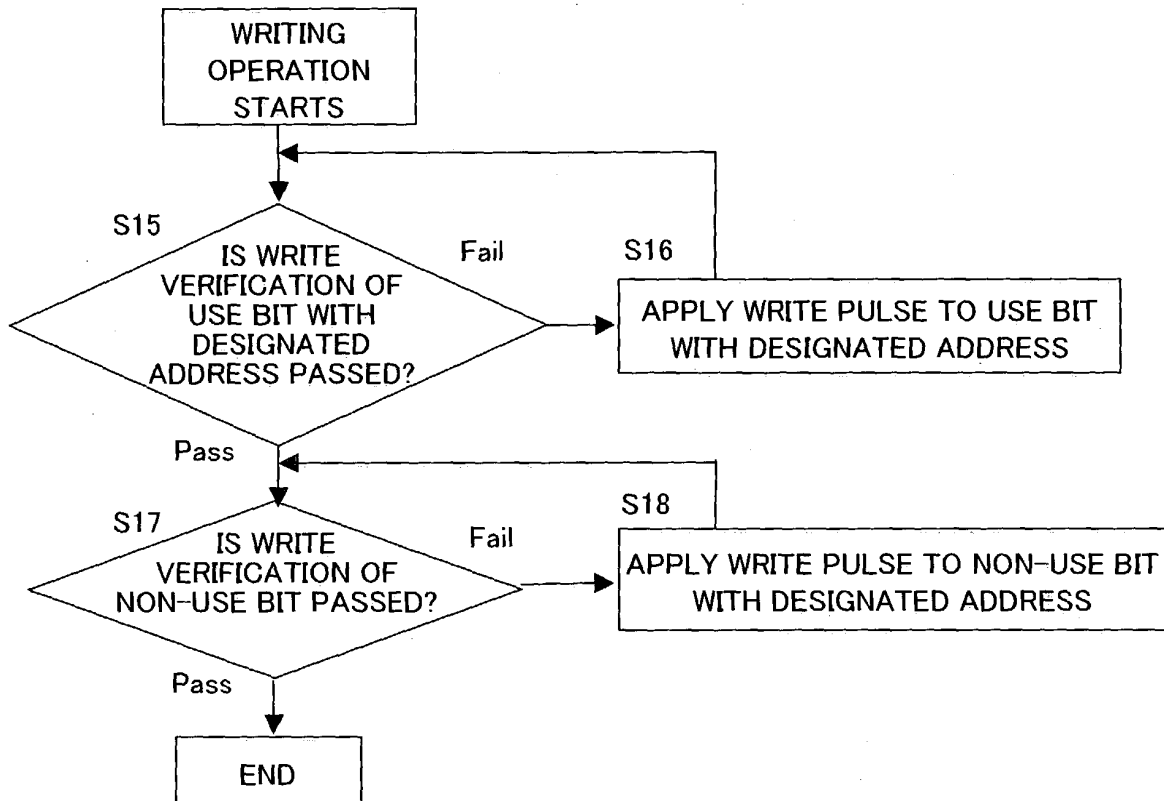 WRITING
OPERATION
STARTS
S15
IS WRITE
VERIFICATION OF
USE BIT WITH
DESIGNATED
ADDRESS PASSED?
Fail
S16
APPLY WRITE PULSE TO USE BIT
WITH DESIGNATED ADDRESS
Pass
S17
IS WRITE
VERIFICATION OF
NON-USE BIT PASSED?
Fail
S18
APPLY WRITE PULSE TO NON-USE BIT
WITH DESIGNATED ADDRESS
Pass
END